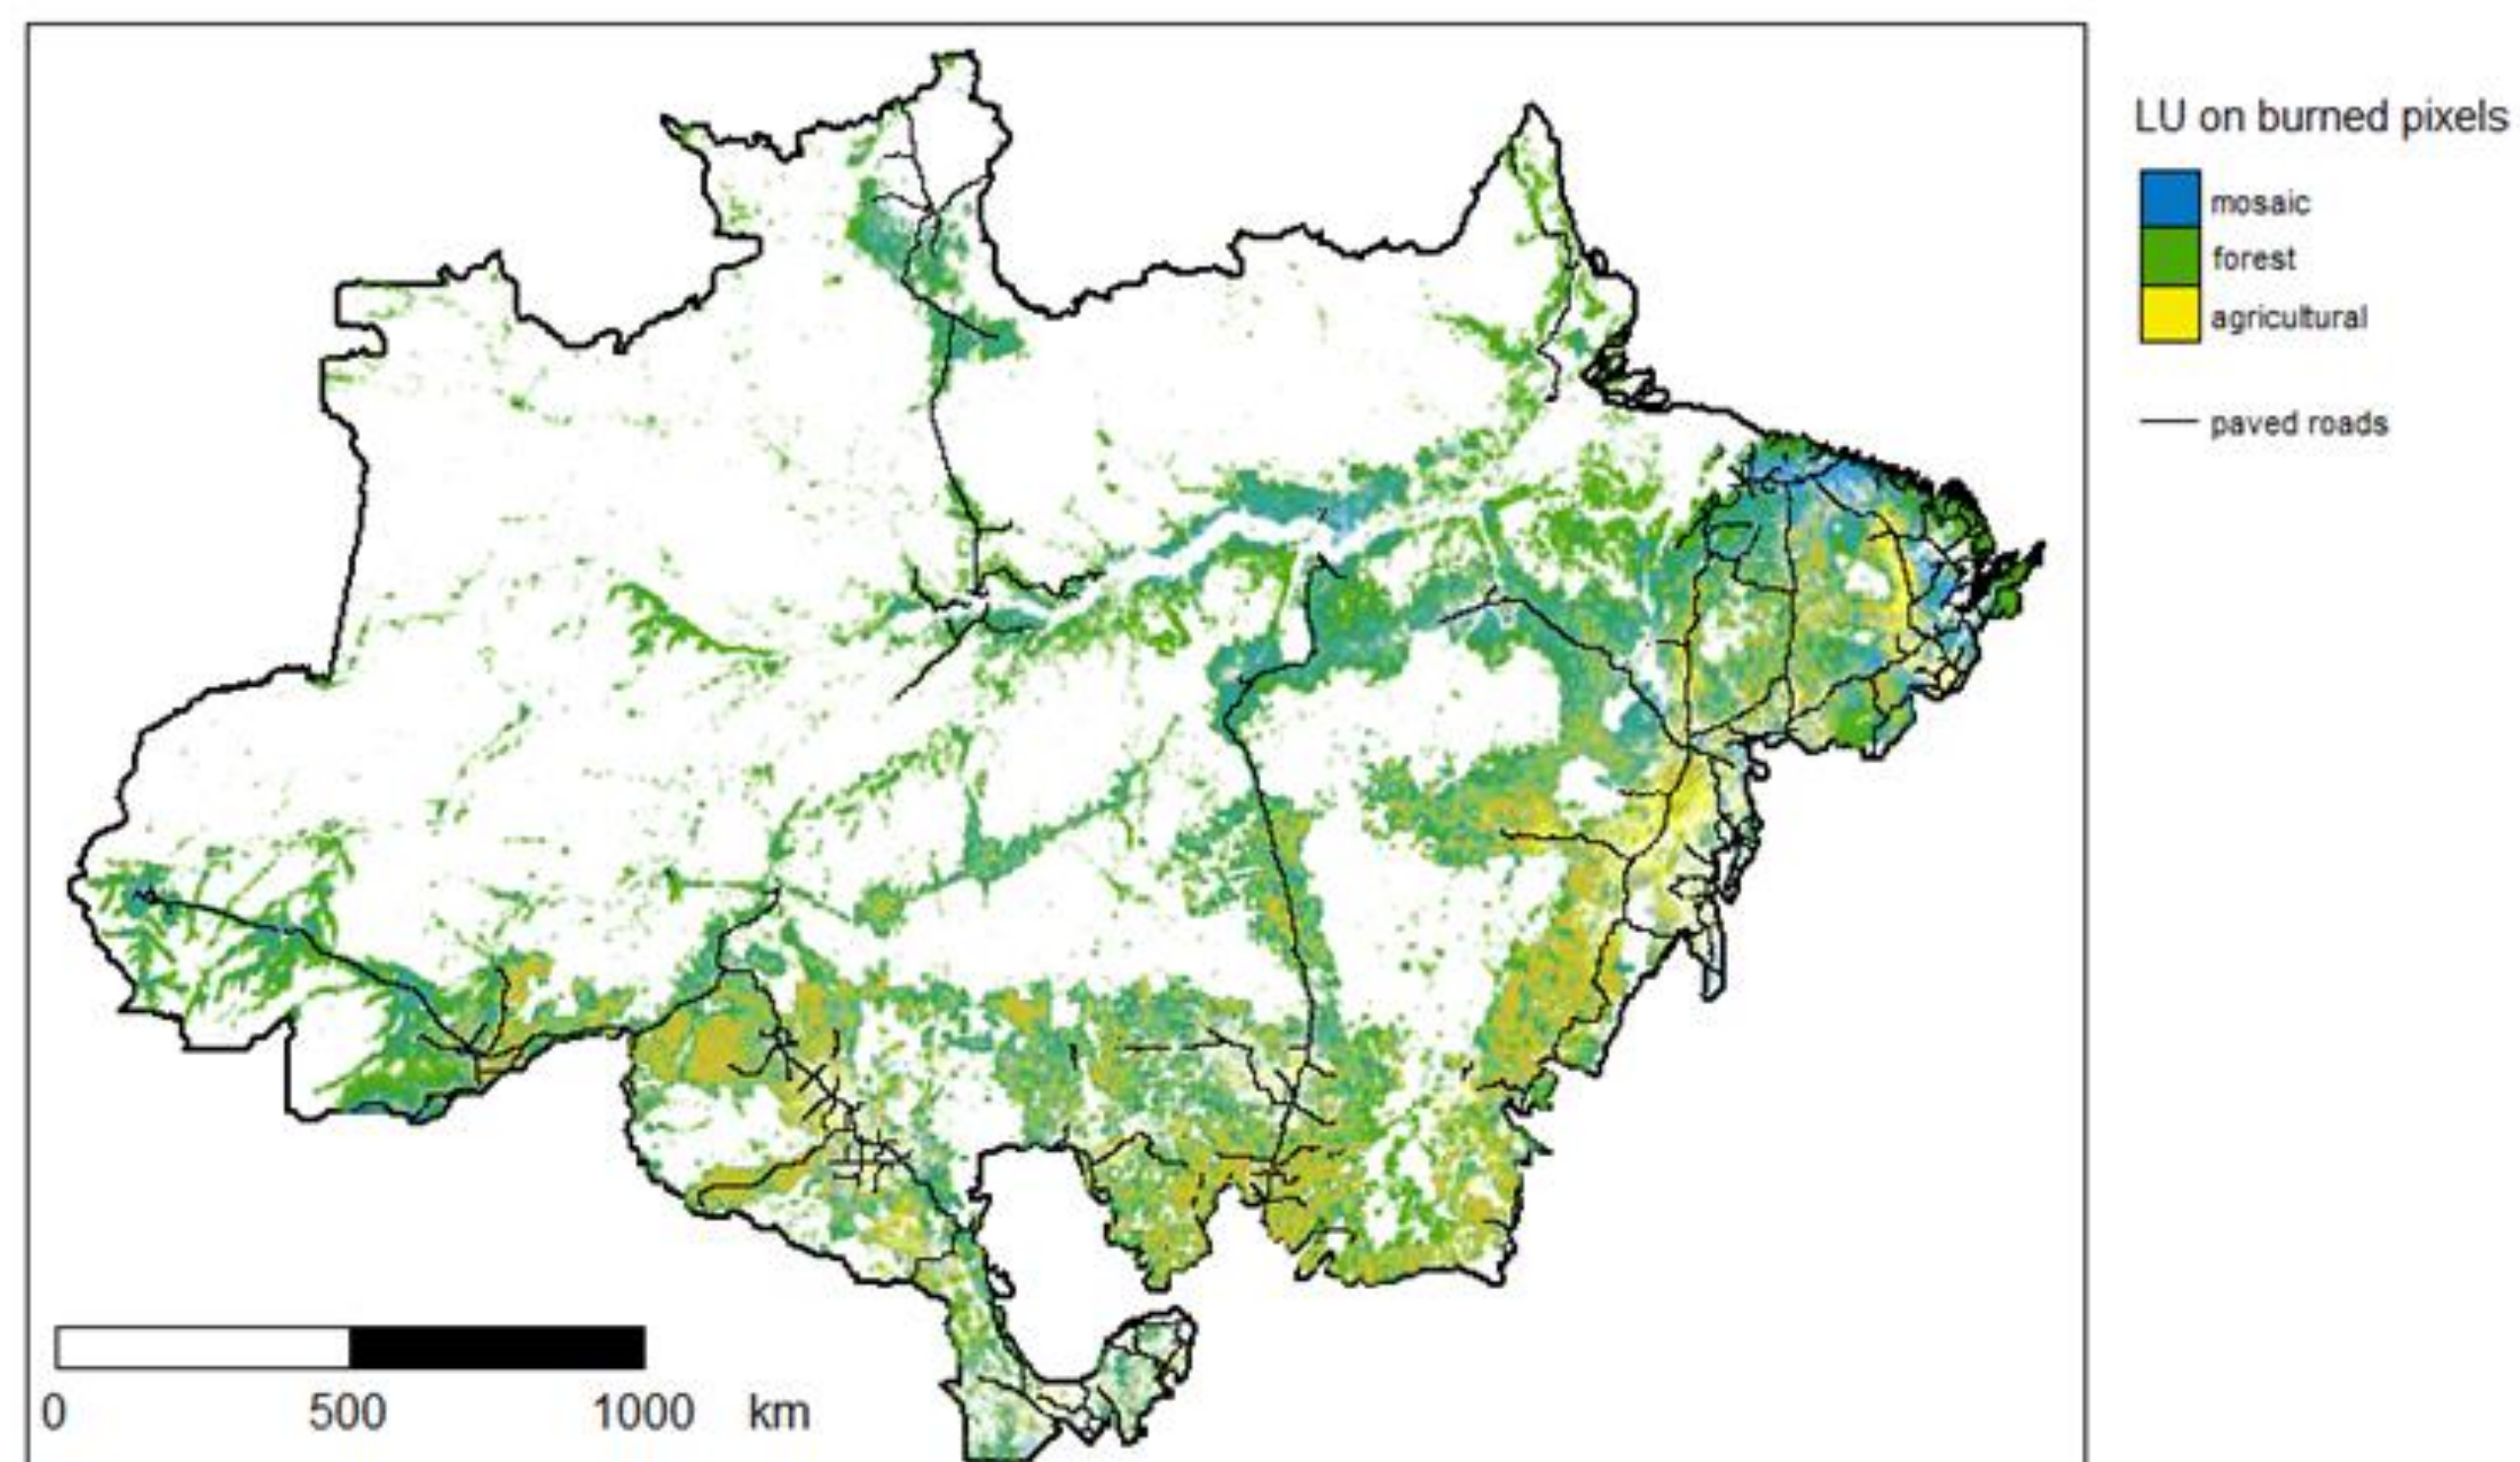 LU on burned pixels
mosaic
forest
agricultural
paved roads
0 500 1000 km